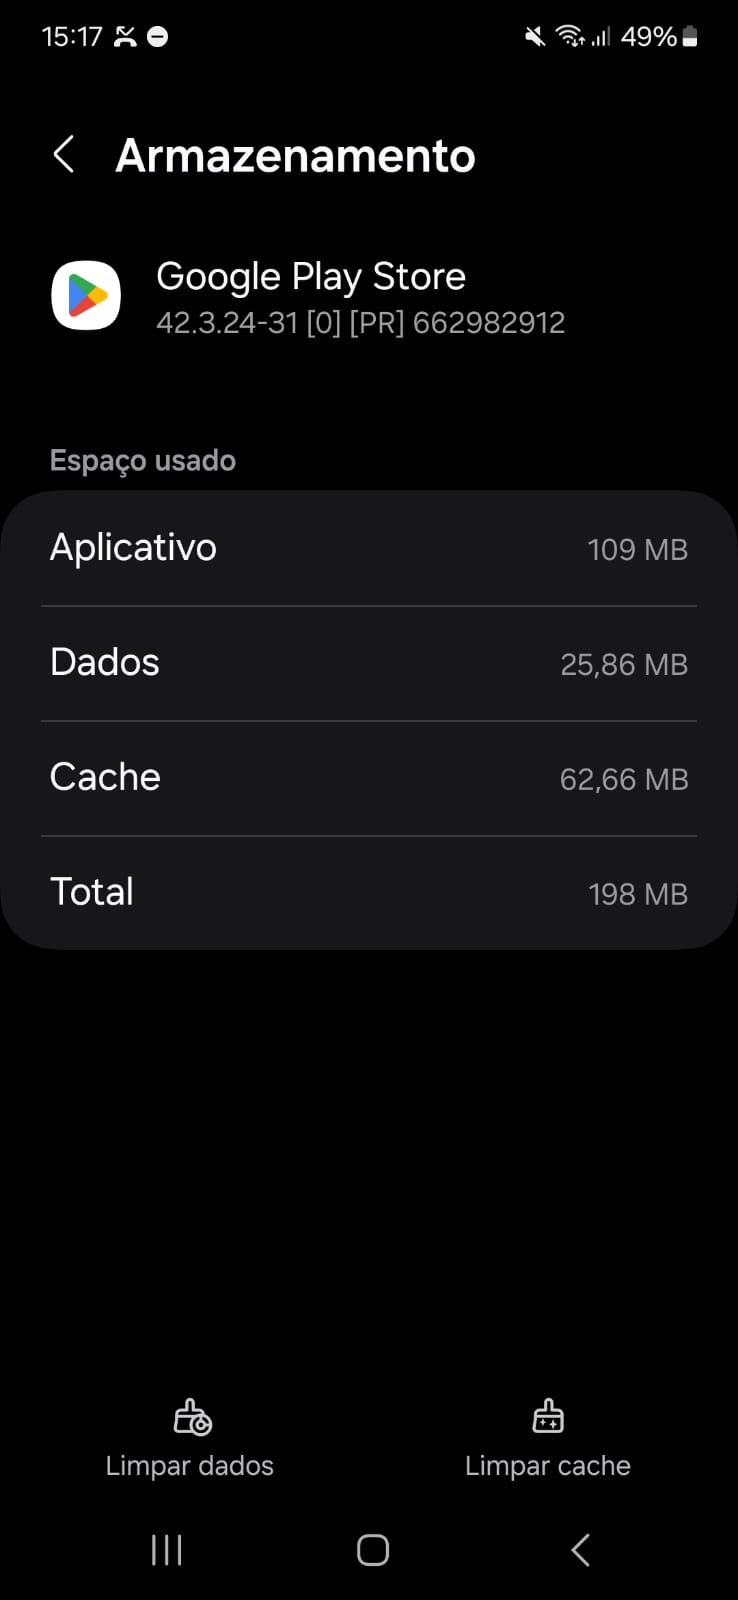 15:17 49%
Armazenamento
Google Play Store
42.3.24-31 [0] [PR] 662982912
Espaço usado
Aplicativo 109 MB
Dados 25,86 MB
Cache 62,66 MB
Total 198 MB
Limpar dados Limpar cache